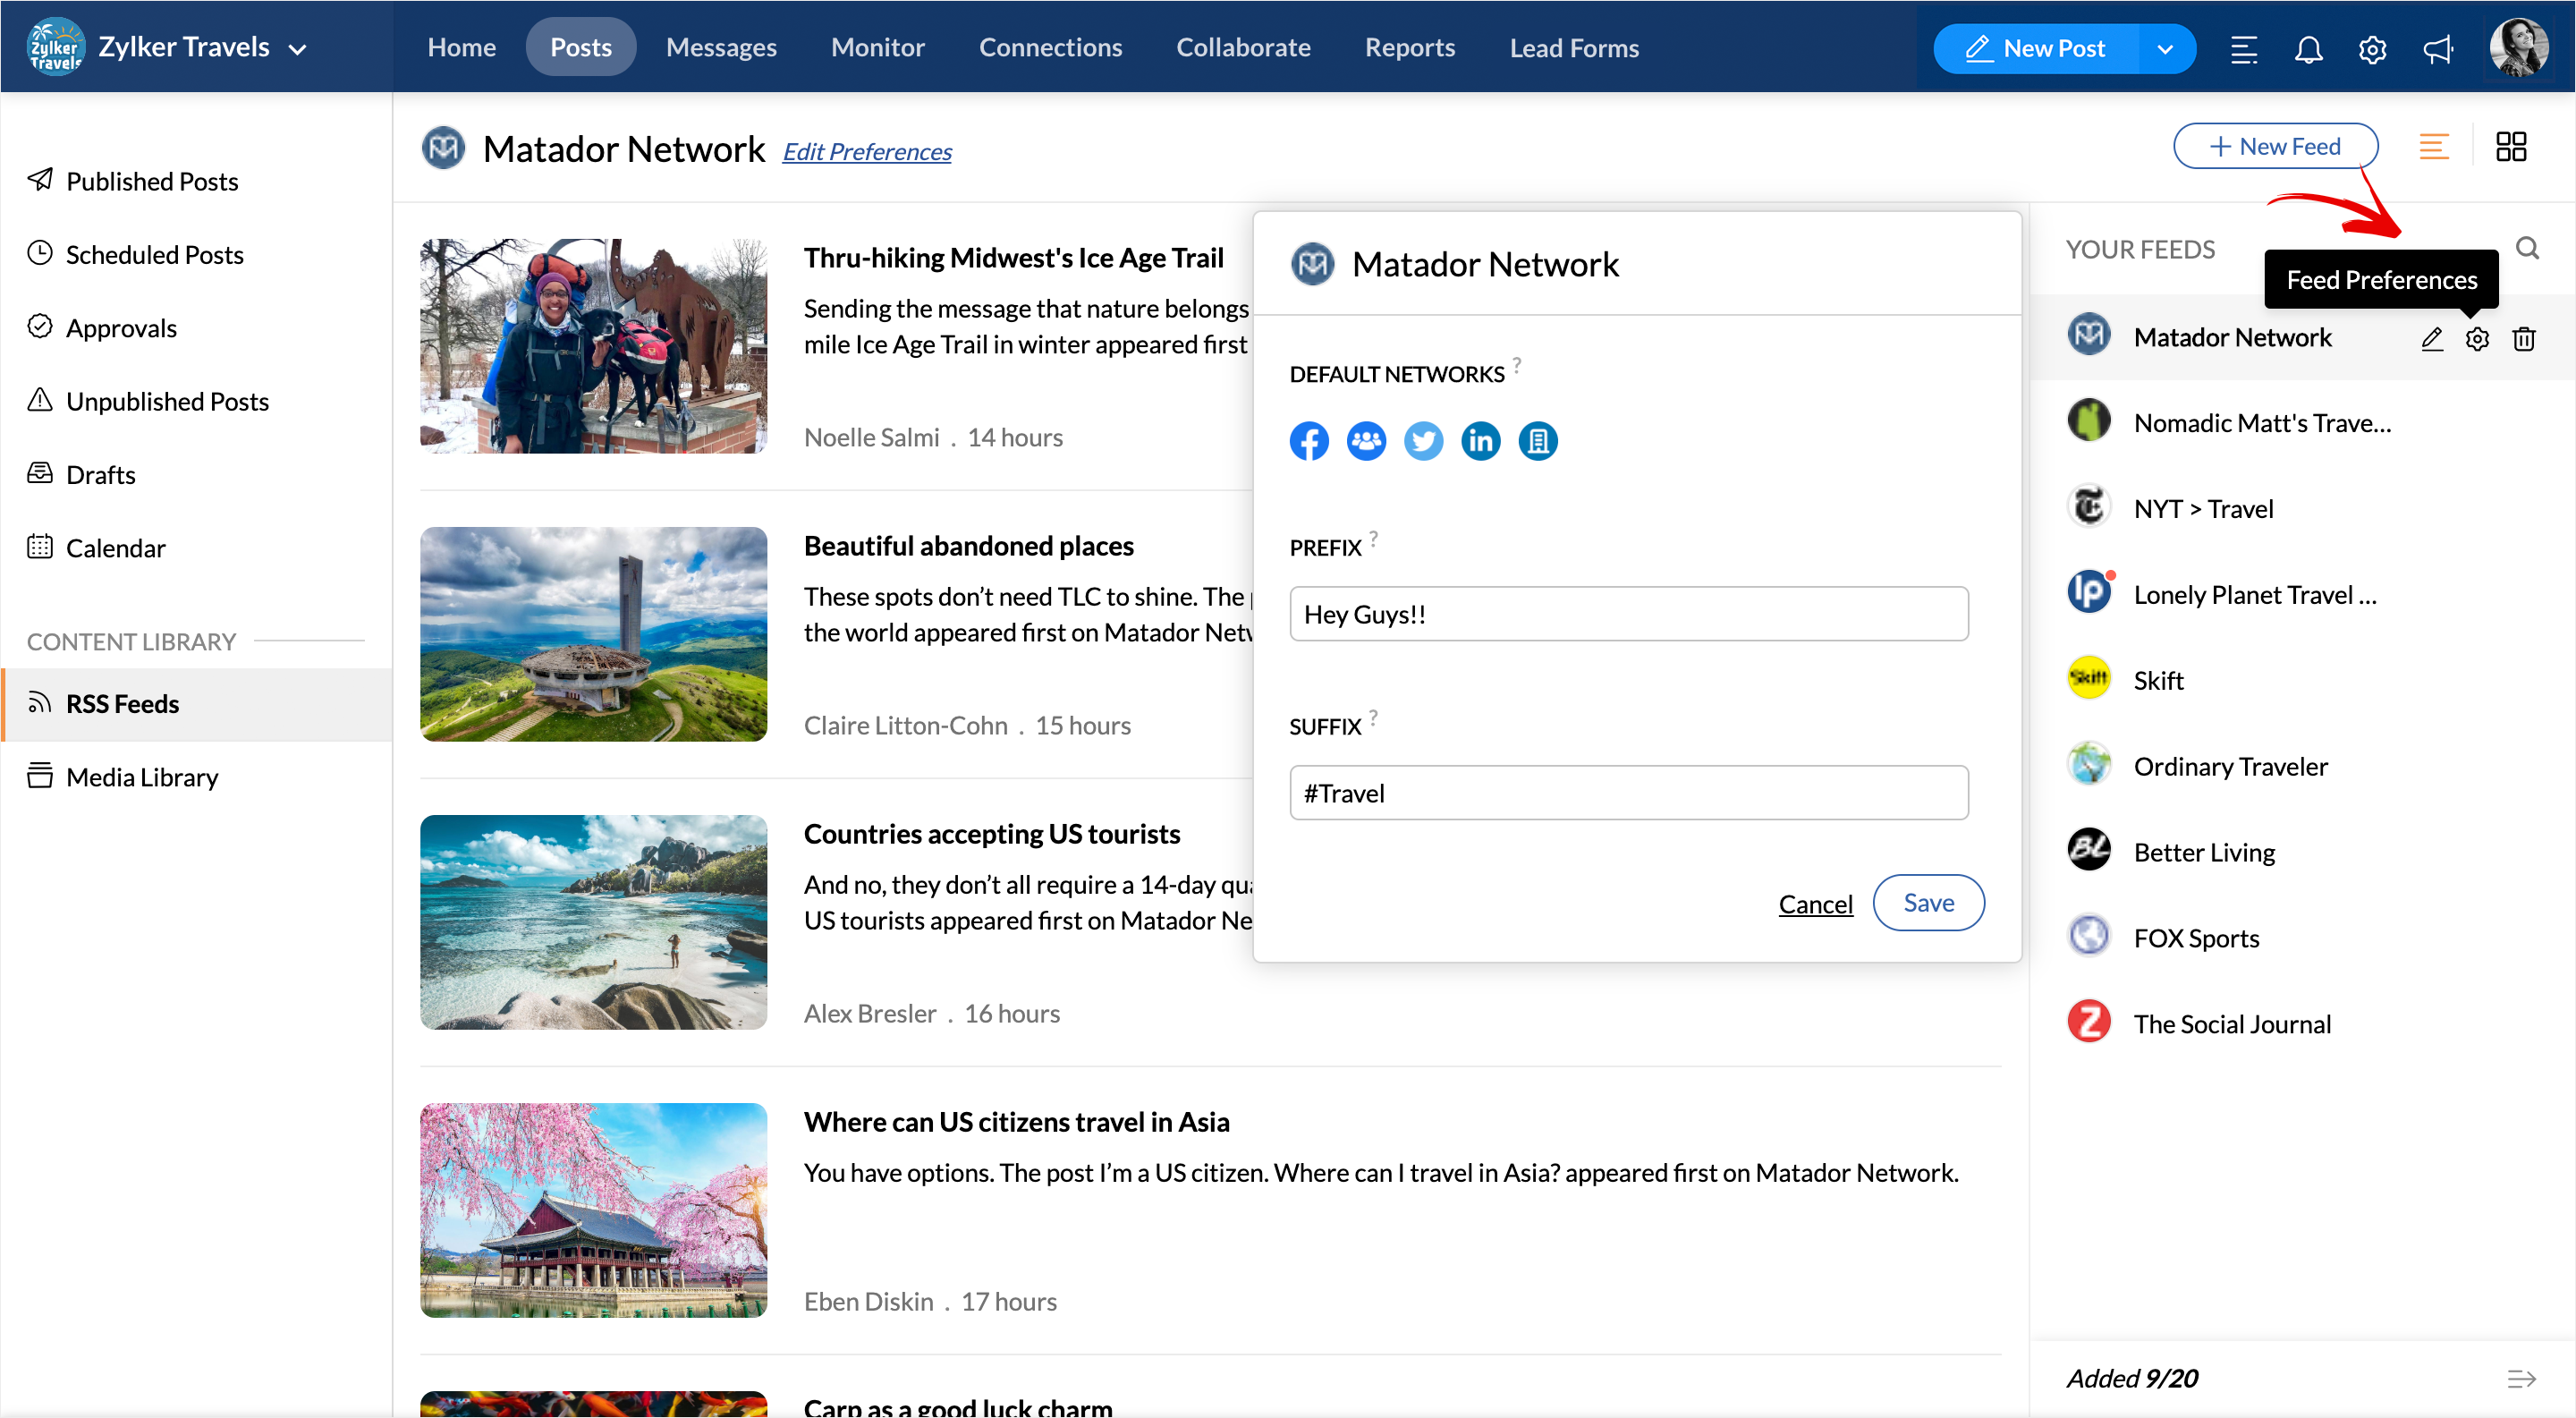 Zylker Travels
Zylker Travels
Home
Posts
Messages
Monitor
Connections
Collaborate
Reports
Lead Forms
New Post
Published Posts
Scheduled Posts
Approvals
Unpublished Posts
Drafts
Calendar
CONTENT LIBRARY
RSS Feeds
Media Library
Matador Network
Edit Preferences
+ New Feed
Thru-hiking Midwest's Ice Age Trail
Sending the message that nature belongs
mile Ice Age Trail in winter appeared first
Noelle Salmi . 14 hours
Beautiful abandoned places
These spots don’t need TLC to shine. The
the world appeared first on Matador
Claire Litton-Cohn . 15 hours
Countries accepting US tourists
And no, they don’t all require a 14-day
US tourists appeared first on Matador
Alex Bresler . 16 hours
Where can US citizens travel in Asia
You have options. The post I’m a US citizen. Where can I travel in Asia? appeared first on Matador Network.
Eben Diskin . 17 hours
Carp as a good luck charm
Matador Network
DEFAULT NETWORKS ?
PREFIX ?
Hey Guys!!
SUFFIX ?
#Travel
Cancel
Save
YOUR FEEDS
Feed Preferences
Matador Network
Nomadic Matt's Trave...
NYT > Travel
lp
Lonely Planet Travel ...
Skift
Skift
Ordinary Traveler
BL
Better Living
FOX Sports
Z
The Social Journal
Added 9/20